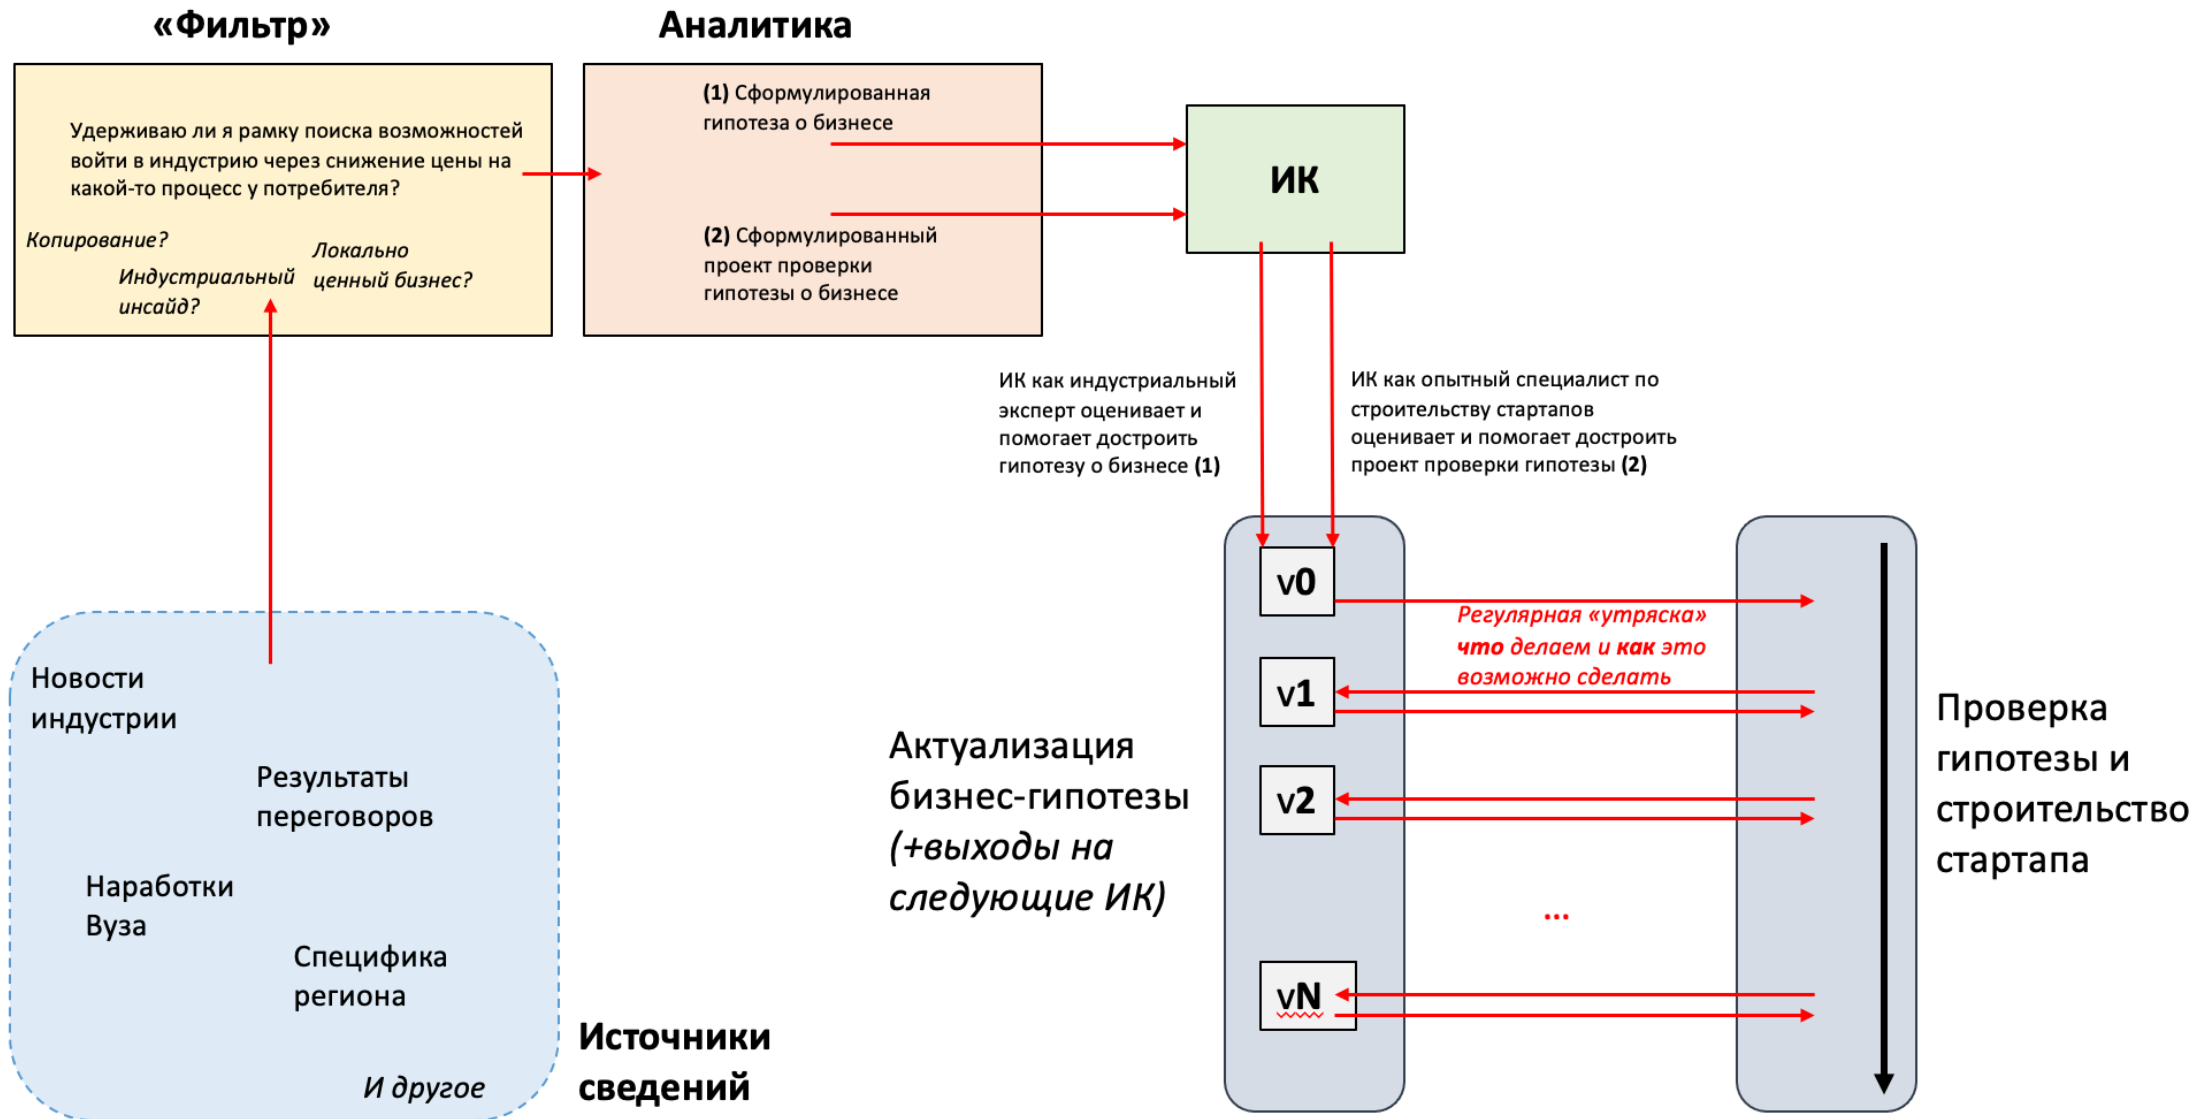 «Фильтр»
Аналитика
Удерживаю ли я рамку поиска возможностей
войти в индустрию через снижение цены на
какой-то процесс у потребителя?
Копирование?
Индустриальный
инсайд?
Локально
ценный бизнес?
(1) Сформулированная
гипотеза о бизнесе
(2) Сформулированный
проект проверки
гипотезы о бизнесе
ИК
ИК как индустриальный
эксперт оценивает и
помогает достроить
гипотезу о бизнесе (1)
ИК как опытный специалист по
строительству стартапов
оценивает и помогает достроить
проект проверки гипотезы (2)
Новости
индустрии
Результаты
переговоров
Наработки
Вуза
Специфика
региона
И другое
Источники
сведений
Актуализация
бизнес-гипотезы
(+выходы на
следующие ИК)
v0
v1
v2
vN
Регулярная «утряска»
что делаем и как это
возможно сделать
...
Проверка
гипотезы и
строительство
стартапа